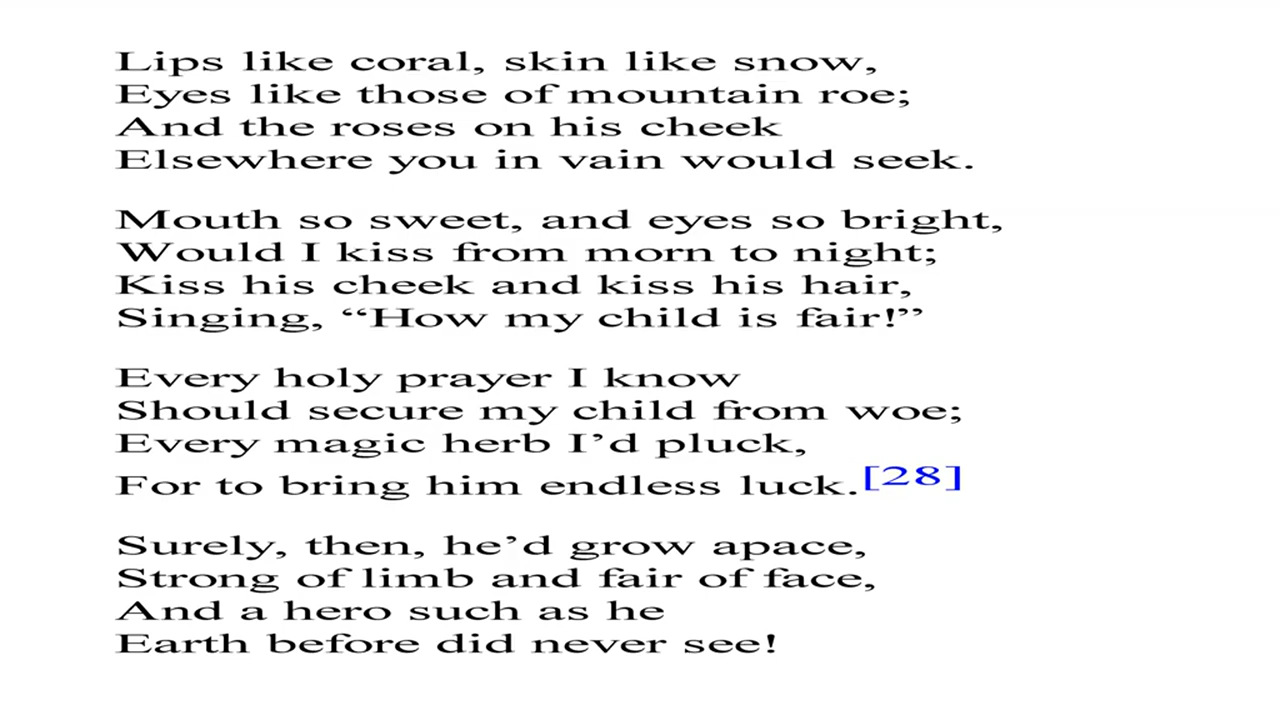 Lips like coral, skin like snow,
Eyes like those of mountain roe;
And the roses on his cheek
Elsewhere you in vain would seek.
Mouth so sweet, and eyes so bright,
Would I kiss from morn to night;
Kiss his cheek and kiss his hair,
Singing, “How my child is fair!”
Every holy prayer I know
Should secure my child from woe;
Every magic herb I’d pluck,
For to bring him endless luck.[28]
Surely, then, he’d grow apace,
Strong of limb and fair of face,
And a hero such as he
Earth before did never see!